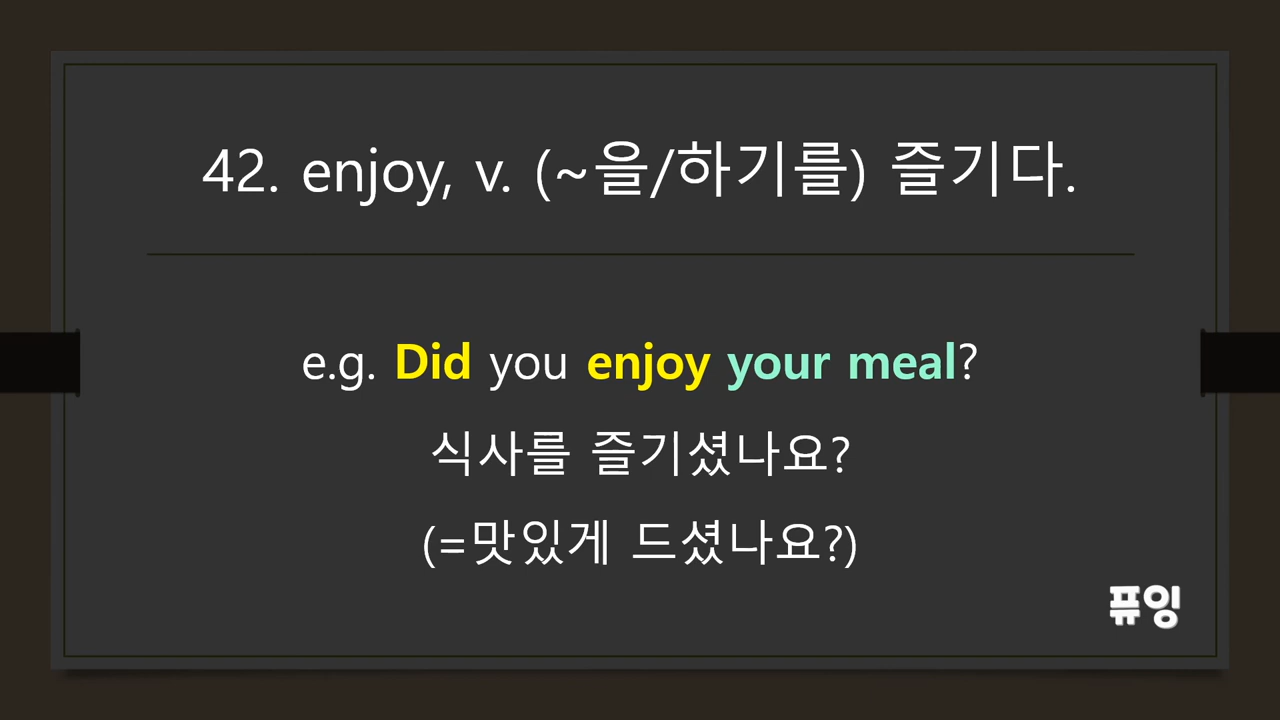 42. enjoy, v. (~을/하기를) 즐기다.
e.g. Did you enjoy your meal?
식사를 즐기셨나요?
(=맛있게 드셨나요?)
퓨잉